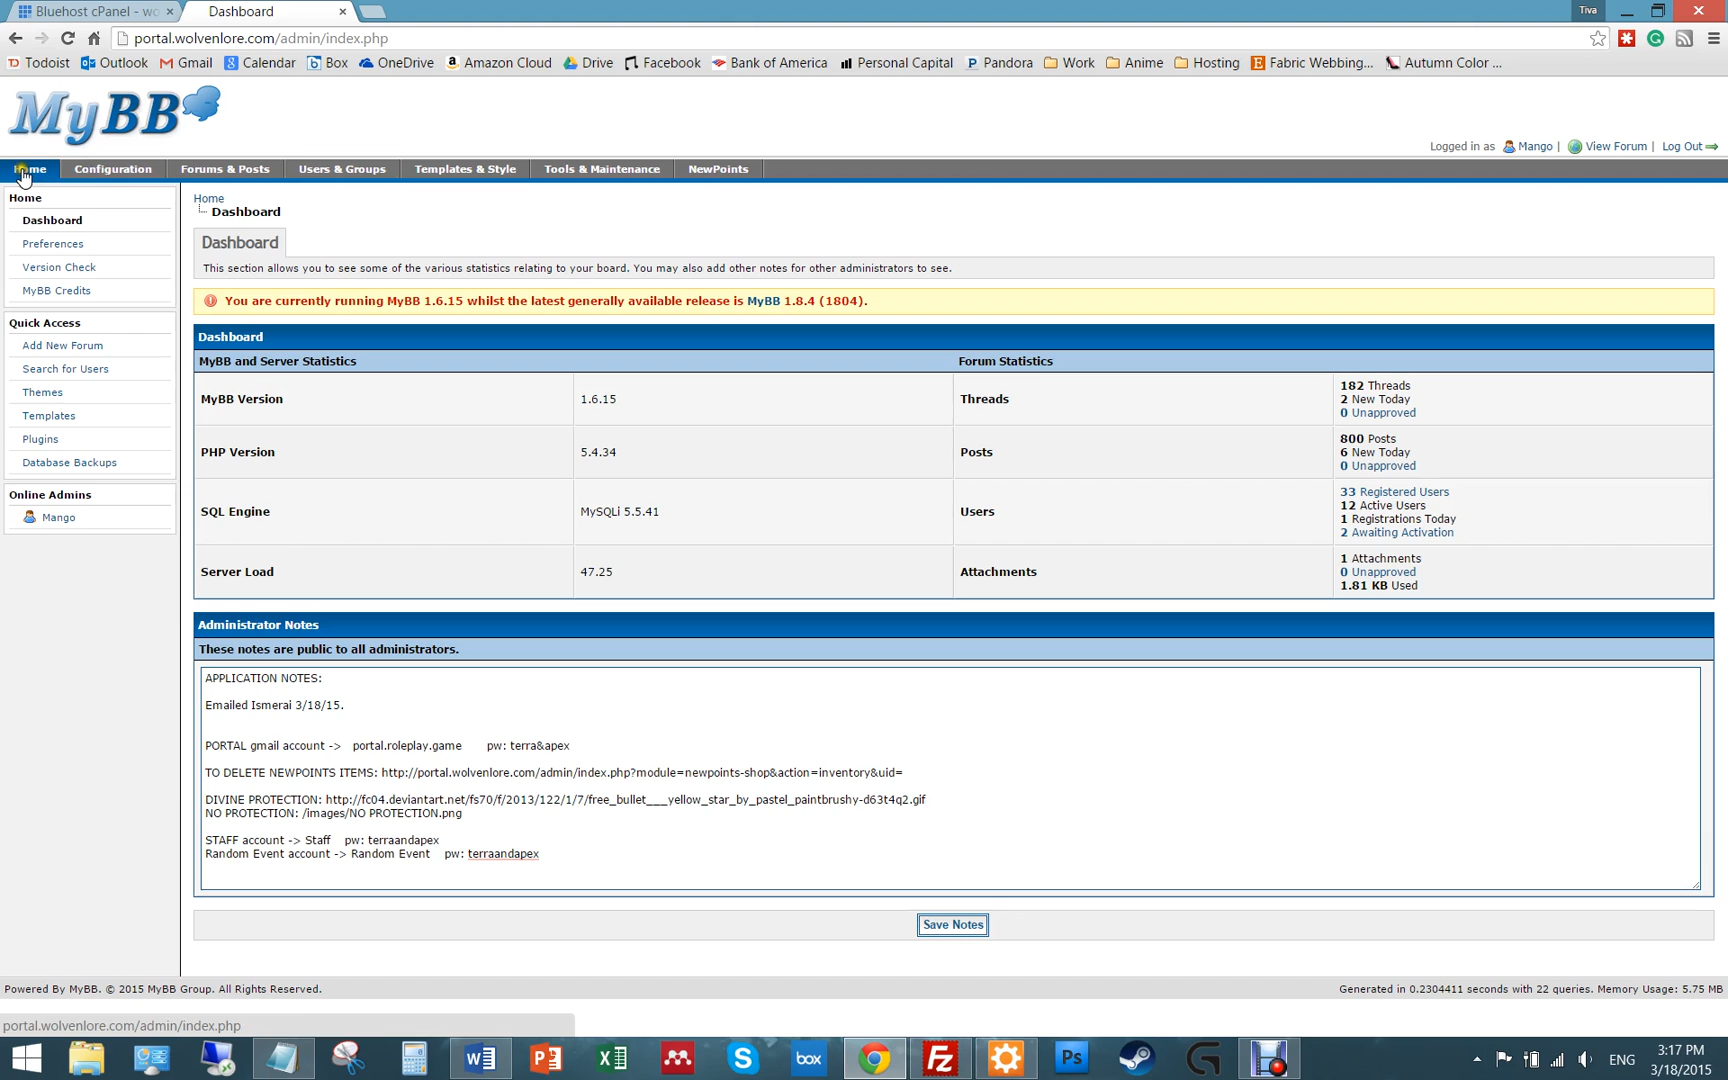 Bluehost cPanel - wo
Dashboard
Tiva
portal.wolvenlore.com/admin/index.php
Todoist Outlook Gmail Calendar Box OneDrive Amazon Cloud Drive Facebook Bank of America Personal Capital Pandora Work Anime Hosting Fabric Webbing... Autumn Color ...
MyBB
Logged in as Mango | View Forum | Log Out
Home Configuration Forums & Posts Users & Groups Templates & Style Tools & Maintenance NewPoints
Home
Dashboard
Preferences
Version Check
MyBB Credits
Quick Access
Add New Forum
Search for Users
Themes
Templates
Plugins
Database Backups
Online Admins
Mango
Home
Dashboard
Dashboard
This section allows you to see some of the various statistics relating to your board. You may also add other notes for other administrators to see.
You are currently running MyBB 1.6.15 whilst the latest generally available release is MyBB 1.8.4 (1804).
Dashboard
MyBB and Server Statistics Forum Statistics
MyBB Version 1.6.15 Threads
182 Threads
2 New Today
0 Unapproved
PHP Version 5.4.34 Posts
800 Posts
6 New Today
0 Unapproved
SQL Engine MySQLi 5.5.41 Users
33 Registered Users
12 Active Users
1 Registrations Today
2 Awaiting Activation
Server Load 47.25 Attachments
1 Attachments
0 Unapproved
1.81 KB Used
Administrator Notes
These notes are public to all administrators.
APPLICATION NOTES:
Emailed Ismerai 3/18/15.
PORTAL gmail account -> portal.roleplay.game pw: terra&apex
TO DELETE NEWPOINTS ITEMS: http://portal.wolvenlore.com/admin/index.php?module=newpoints-shop&action=inventory&uid=
DIVINE PROTECTION: http://fc04.deviantart.net/fs70/f/2013/122/1/7/free_bullet___yellow_star_by_pastel_paintbrushy-d63t4q2.gif
NO PROTECTION: /images/NO PROTECTION.png
STAFF account -> Staff pw: terraandapex
Random Event account -> Random Event pw: terraandapex
Save Notes
Powered By MyBB. © 2015 MyBB Group. All Rights Reserved.
Generated in 0.2304411 seconds with 22 queries. Memory Usage: 5.75 MB
portal.wolvenlore.com/admin/index.php
box
Fz
Ps
ENG
3:17 PM
3/18/2015